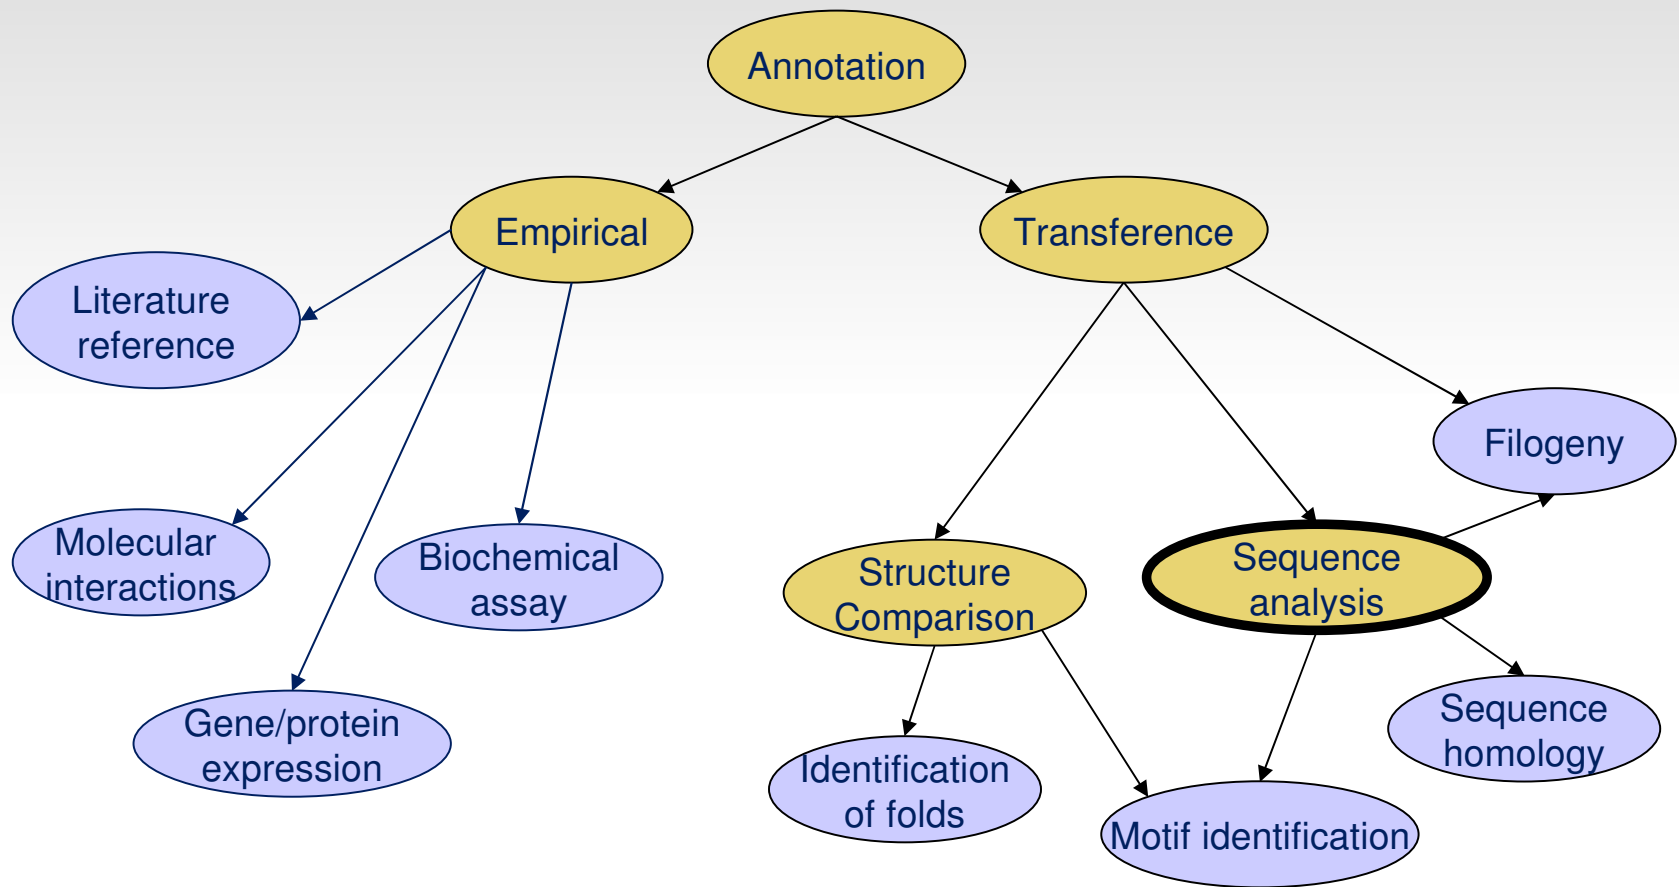 Annotation
Empirical
Transference
Literature
reference
Filogeny
Molecular
interactions
Biochemical
assay
Structure
Comparison
Sequence
analysis
Gene/protein
expression
Identification
of folds
Motif identification
Sequence
homology